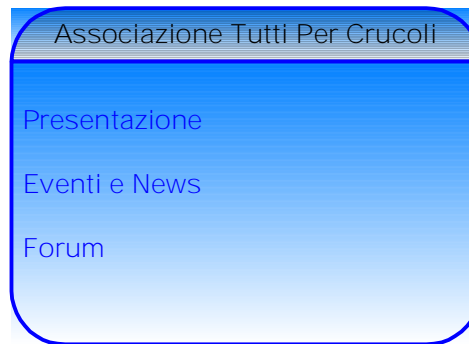 Associazione Tutti Per Crucoli
Presentazione
Eventi e News
Forum